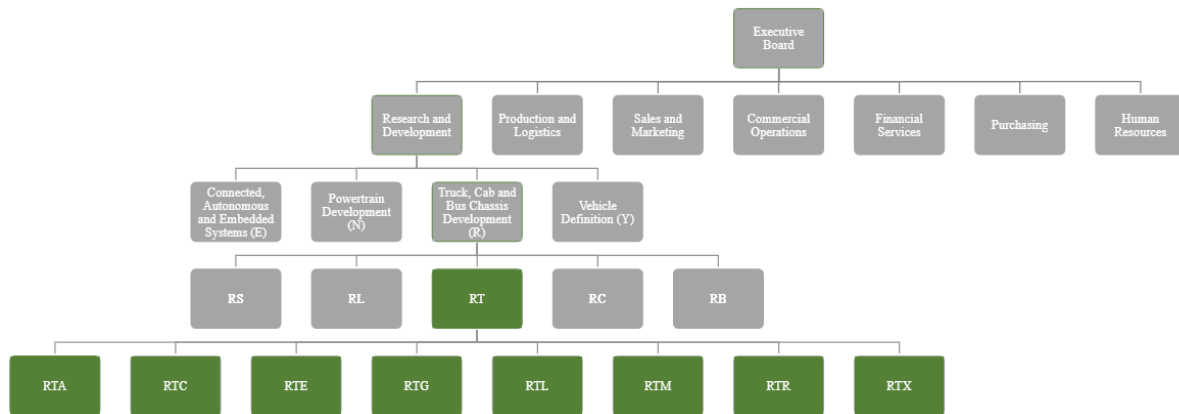 Executive
Board
Research and
Development
Production and
Logistics
Sales and
Marketing
Commercial
Operations
Financial
Services
Purchasing
Human
Resources
Connected,
Autonomous
and Embedded
Systems (E)
Powertrain
Development
(N)
Truck, Cab and
Bus Chassis
Development
(R)
Vehicle
Definition (Y)
RS
RL
RT
RC
RB
RTA
RTC
RTE
RTG
RTL
RTM
RTR
RTX